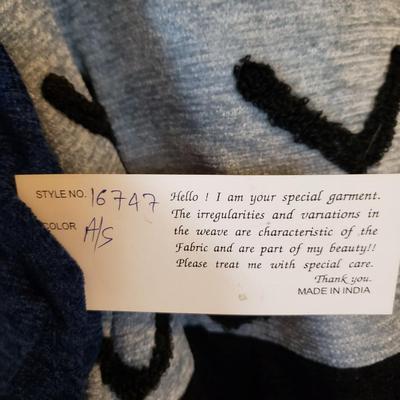 STYLE NO. 16747
COLOR A/S
Hello ! I am your special garment.
The irregularities and variations in
the weave are characteristic of the
Fabric and are part of my beauty!!
Please treat me with special care.
Thank you.
MADE IN INDIA